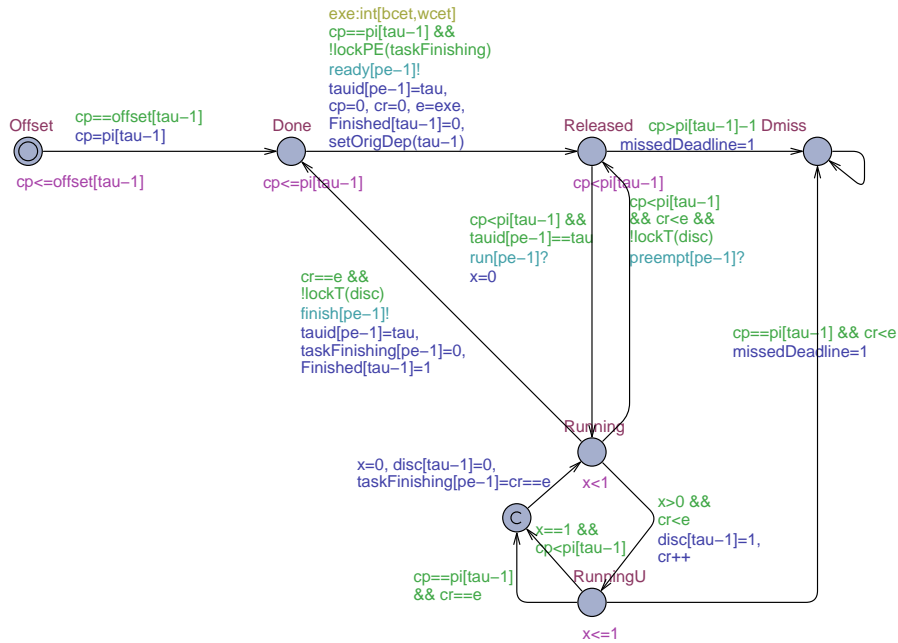 exe:int[bcet,wcet]
cp==pi[tau−1] &&
!lockPE(taskFinishing)
ready[pe−1]!
tauid[pe−1]=tau,
cp=0, cr=0, e=exe,
Finished[tau−1]=0,
setOrigDep(tau−1)
Offset
cp==offset[tau−1]
cp=pi[tau−1]
cp<=offset[tau−1]
Done
cp<=pi[tau−1]
Released
cp<pi[tau−1]
cp>pi[tau−1]−1
missedDeadline=1
Dmiss
cp<pi[tau−1] &&
tauid[pe−1]==tau
run[pe−1]?
x=0
cp<pi[tau−1]
&& cr<e &&
!lockT(disc)
preempt[pe−1]?
cr==e &&
!lockT(disc)
finish[pe−1]!
tauid[pe−1]=tau,
taskFinishing[pe−1]=0,
Finished[tau−1]=1
cp==pi[tau−1] && cr<e
missedDeadline=1
Running
x<1
x=0, disc[tau−1]=0,
taskFinishing[pe−1]=cr==e
C
x>0 &&
cr<e
disc[tau−1]=1,
cr++
x==1 &&
cp<pi[tau−1]
cp==pi[tau−1]
&& cr==e
RunningU
x<=1